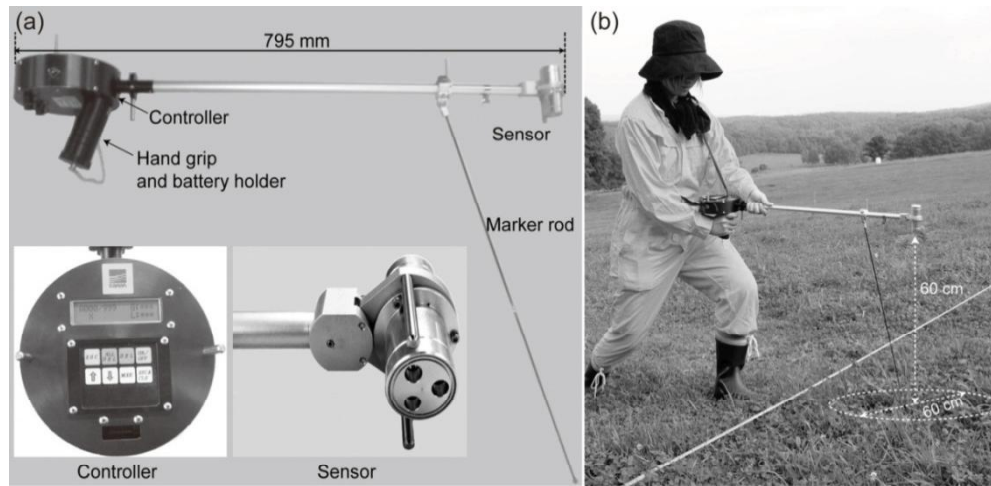 (a)
795 mm
Controller
Hand grip
and battery holder
Sensor
Marker rod
Controller
Sensor
(b)
60 cm
60 cm